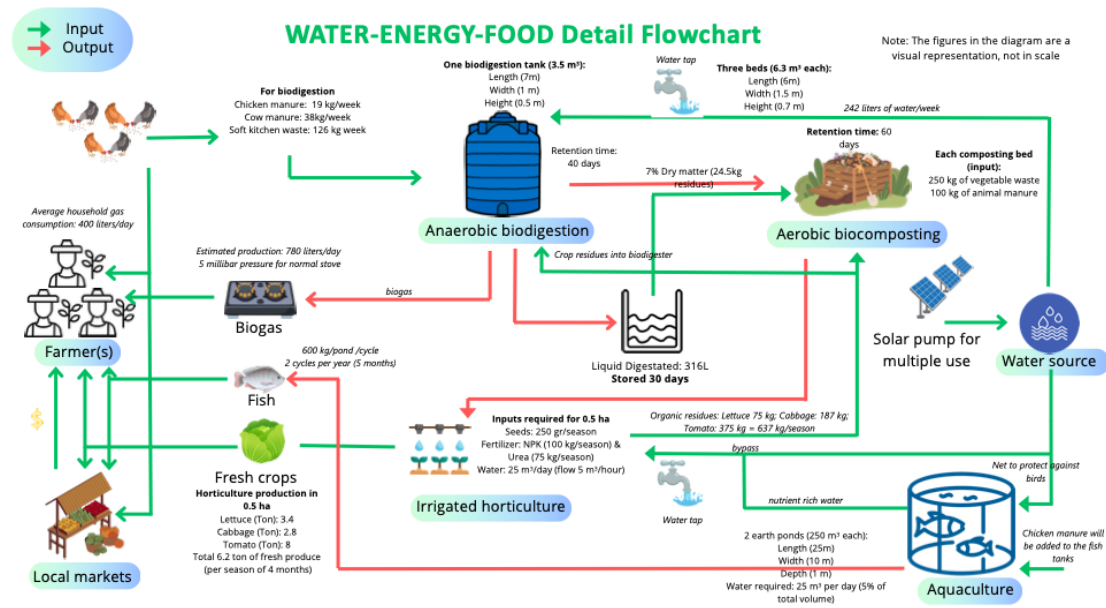 Input
Output
WATER-ENERGY-FOOD Detail Flowchart
Note: The figures in the diagram are a
visual representation, not in scale
For biodigestion
Chicken manure: 19 kg/week
Cow manure: 38kg/week
Soft kitchen waste: 126 kg week
One biodigestion tank (3.5 m³):
Length (7m)
Width (1 m)
Height (0.5 m)
Water tap
Three beds (6.3 m³ each):
Length (6m)
Width (1.5 m)
Height (0.7 m)
242 liters of water/week
Retention time:
40 days
Retention time: 60
days
7% Dry matter (24.5kg
residues)
Each composting bed
(input):
250 kg of vegetable waste
100 kg of animal manure
Anaerobic biodigestion
Aerobic biocomposting
Average household gas
consumption: 400 liters/day
Estimated production: 780 liters/day
5 millibar pressure for normal stove
Crop residues into biodigester
biogas
Biogas
Farmer(s)
Liquid Digestated: 316L
Stored 30 days
Solar pump for
multiple use
Water source
600 kg/pond /cycle
2 cycles per year (5 months)
Fish
Inputs required for 0.5 ha
Seeds: 250 gr/season
Fertilizer: NPK (100 kg/season) &
Urea (75 kg/season)
Water: 25 m³/day (flow 5 m³/hour)
Organic residues: Lettuce 75 kg; Cabbage: 187 kg;
Tomato: 375 kg = 637 kg/season
bypass
Net to protect against
birds
Fresh crops
Horticulture production in
0.5 ha
Lettuce (Ton): 3.4
Cabbage (Ton): 2.8
Tomato (Ton): 8
Total 6.2 ton of fresh produce
(per season of 4 months)
Irrigated horticulture
Water tap
nutrient rich water
2 earth ponds (250 m³ each):
Length (25m)
Width (10 m)
Depth (1 m)
Water required: 25 m³ per day (5% of
total volume)
Chicken manure will
be added to the fish
tanks
Aquaculture
$
Local markets